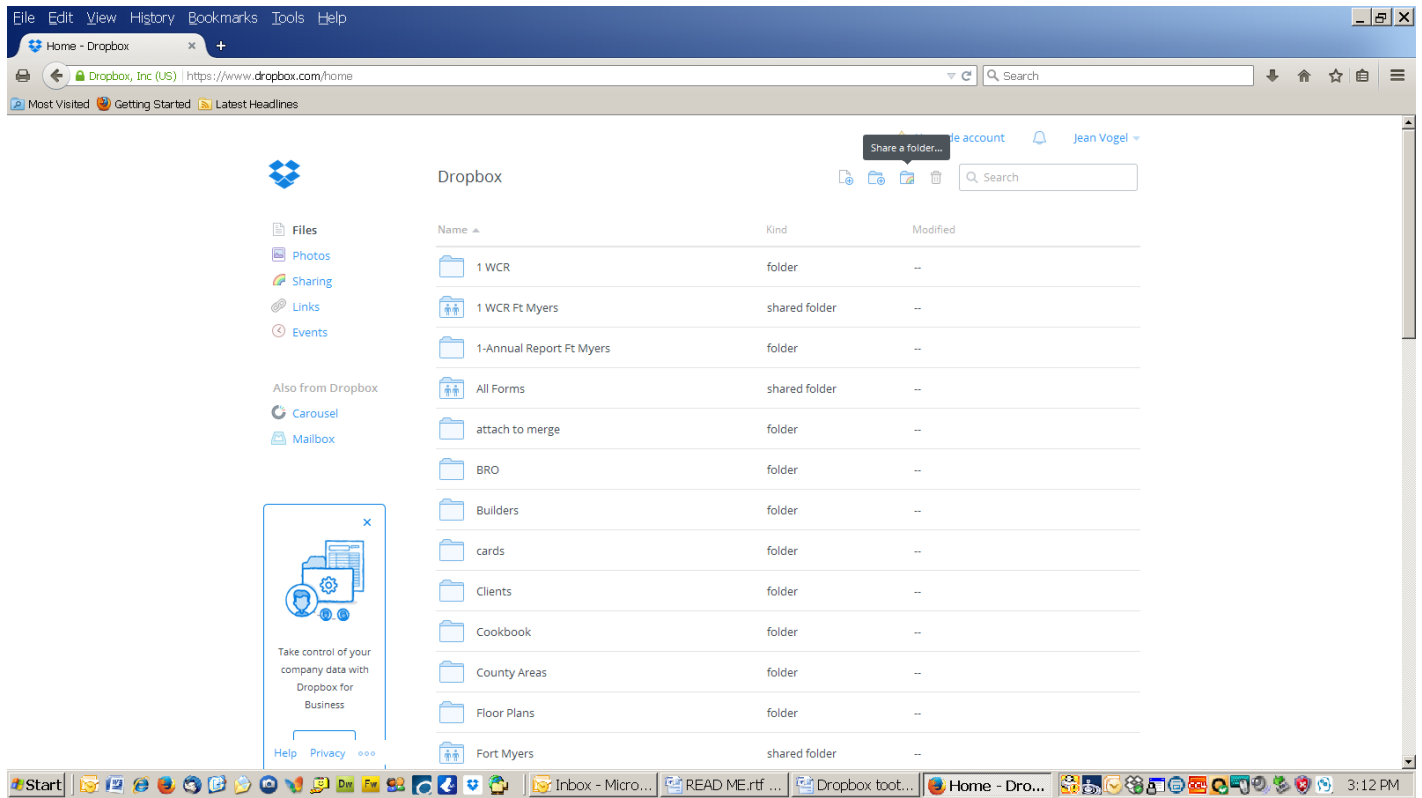 File Edit View History Bookmarks Tools Help
Home - Dropbox
Dropbox, Inc (US) https://www.dropbox.com/home
Search
Most Visited Getting Started Latest Headlines
account Jean Vogel
Share a folder...
Dropbox
Search
Files
Photos
Sharing
Links
Events
Also from Dropbox
Carousel
Mailbox
Take control of your
company data with
Dropbox for
Business
Help Privacy
Name Kind Modified
1 WCR folder --
1 WCR Ft Myers shared folder --
1-Annual Report Ft Myers folder --
All Forms shared folder --
attach to merge folder --
BRO folder --
Builders folder --
cards folder --
Clients folder --
Cookbook folder --
County Areas folder --
Floor Plans folder --
Fort Myers shared folder --
Start Dw Fw Inbox - Micro... READ ME.rtf ... Dropbox toot... Home - Dro... 3:12 PM